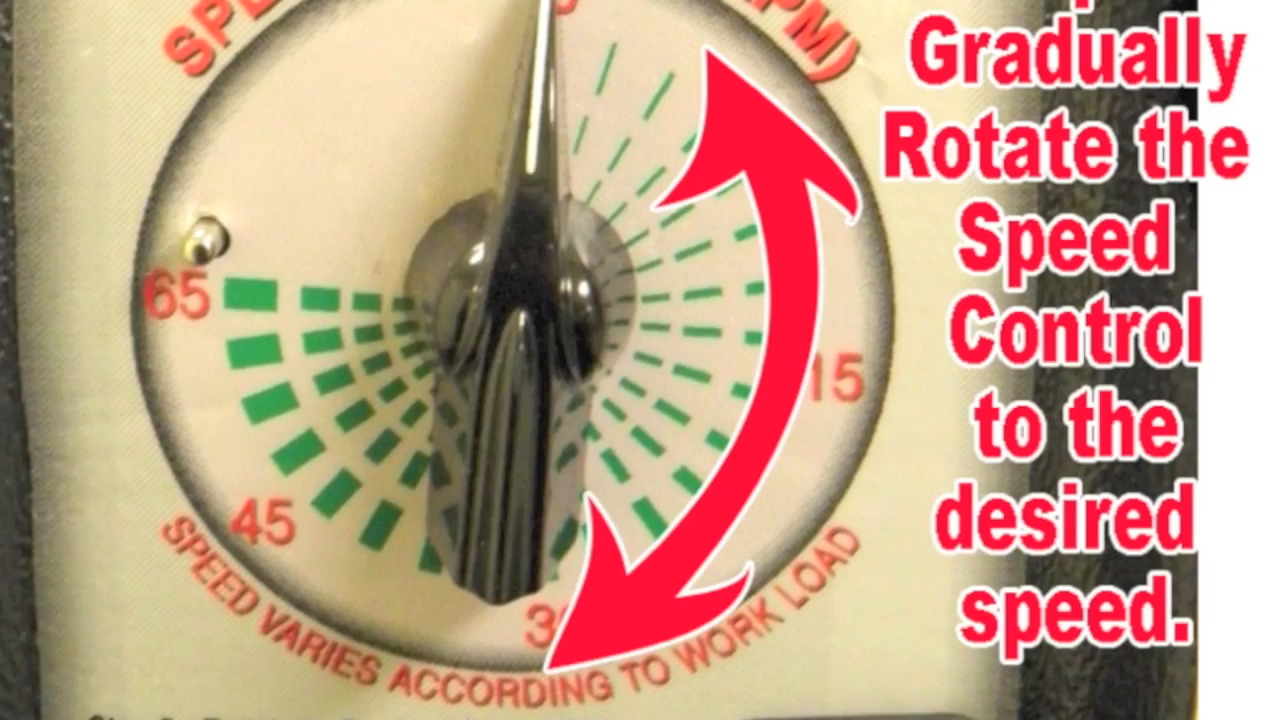 Gradually
Rotate the
Speed
Control
to the
desired
speed.
65
15
45
SPEED VARIES ACCORDING TO WORK LOAD